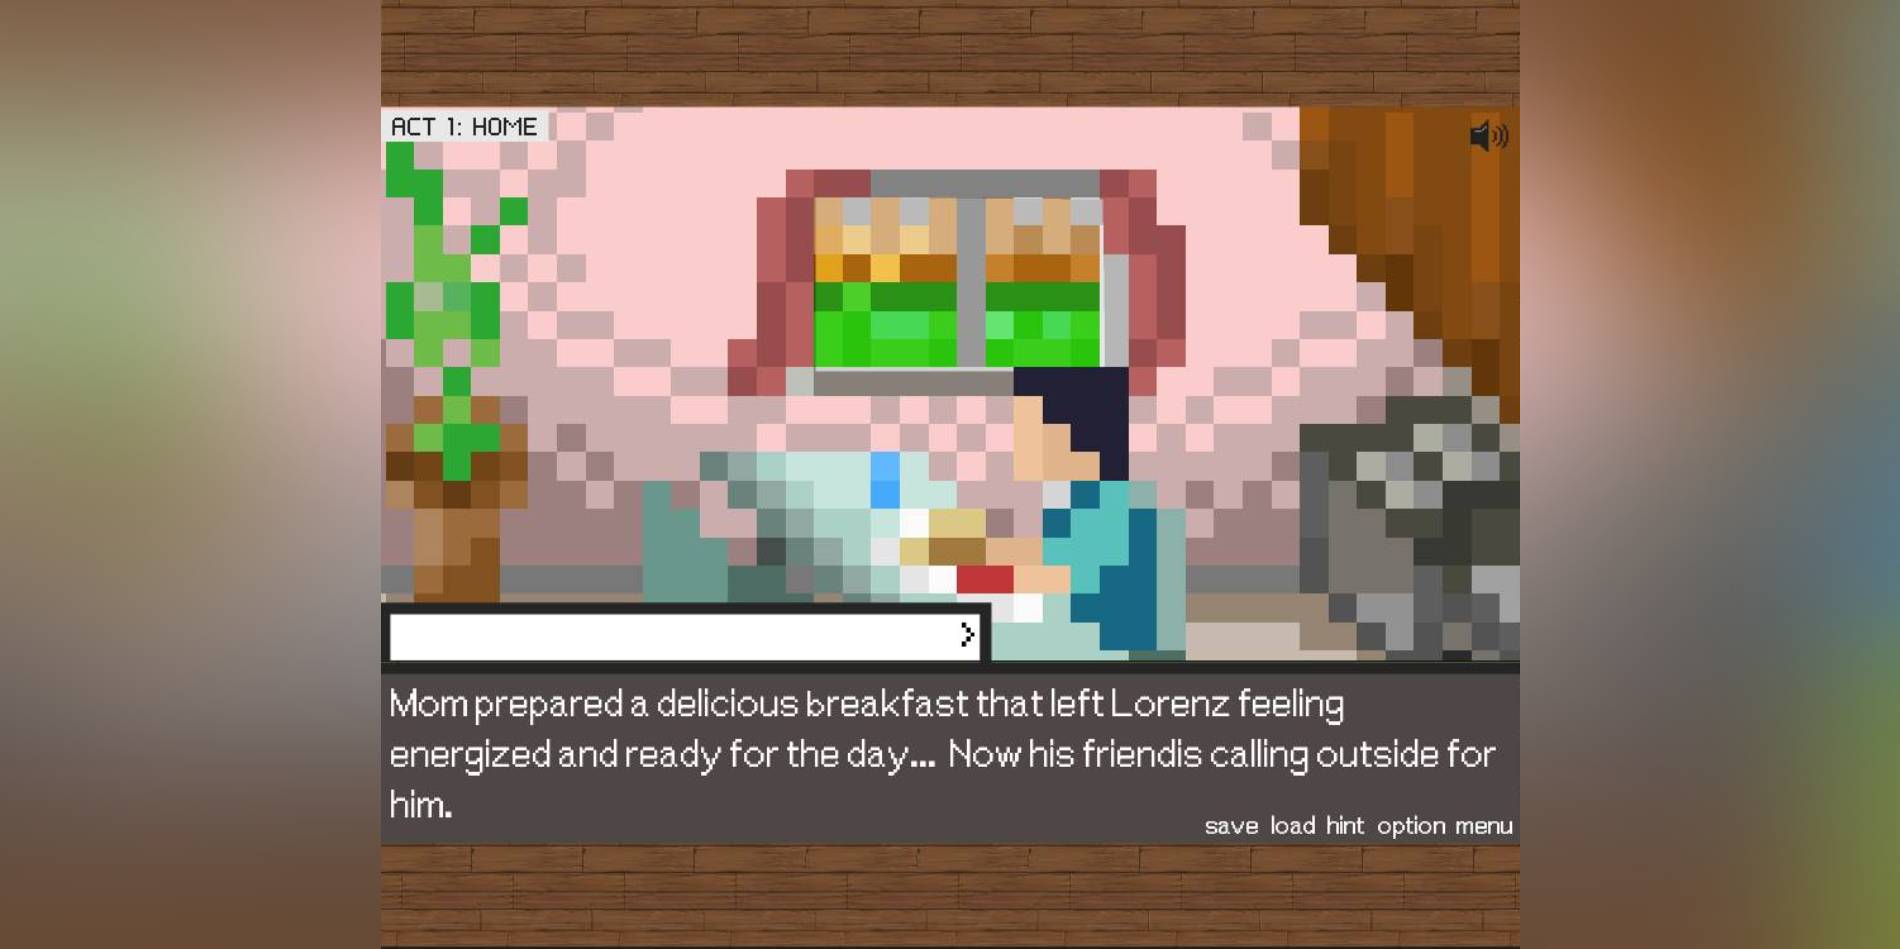 ACT 1: HOME
>
Mom prepared a delicious breakfast that left Lorenz feeling
energized and ready for the day... Now his friendis calling outside for
him.
save load hint option menu